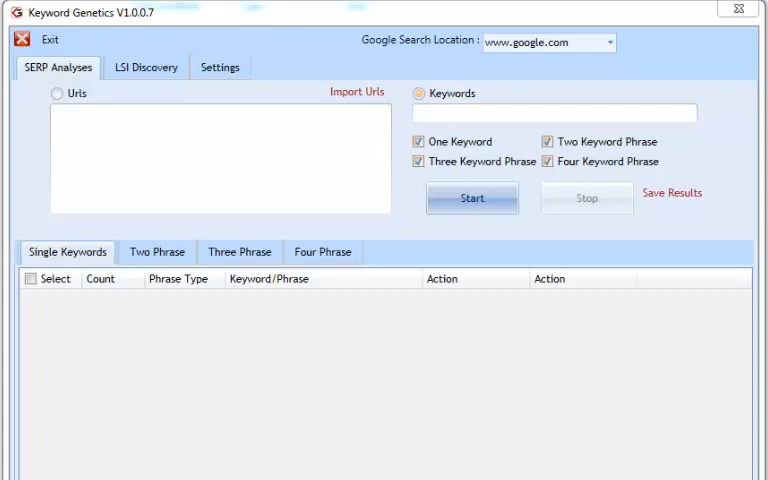 Keyword Genetics V1.0.0.7
Exit
Google Search Location : www.google.com
SERP Analyses LSI Discovery Settings
Urls Import Urls Keywords
One Keyword Two Keyword Phrase
Three Keyword Phrase Four Keyword Phrase
Start Stop Save Results
Single Keywords Two Phrase Three Phrase Four Phrase
Select Count Phrase Type Keyword/Phrase Action Action